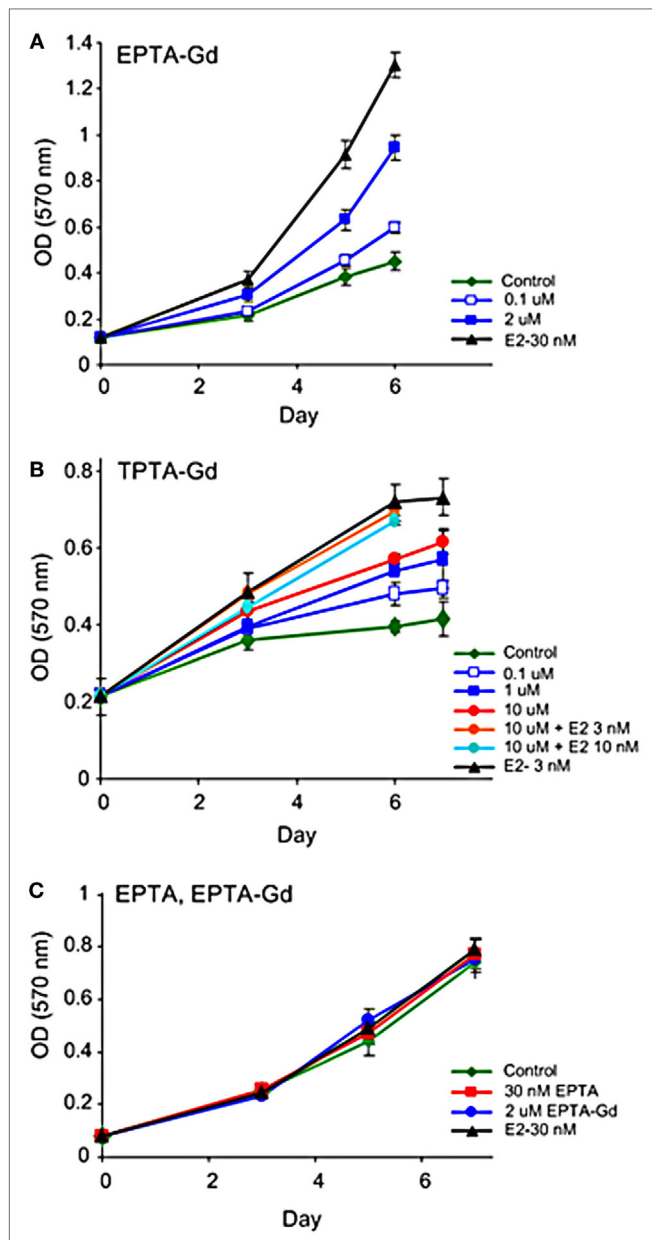 A
EPTA-Gd
1.4
1.2
1
0.8
0.6
0.4
0.2
0
OD (570 nm)
0 2 4 6
Day
Control
0.1 uM
2 uM
E2-30 nM
B
TPTA-Gd
0.8
0.6
0.4
0.2
0
OD (570 nm)
0 2 4 6
Day
Control
0.1 uM
1 uM
10 uM
10 uM + E2 3 nM
10 uM + E2 10 nM
E2- 3 nM
C
EPTA, EPTA-Gd
1
0.8
0.6
0.4
0.2
0
OD (570 nm)
0 2 4 6
Day
Control
30 nM EPTA
2 uM EPTA-Gd
E2-30 nM